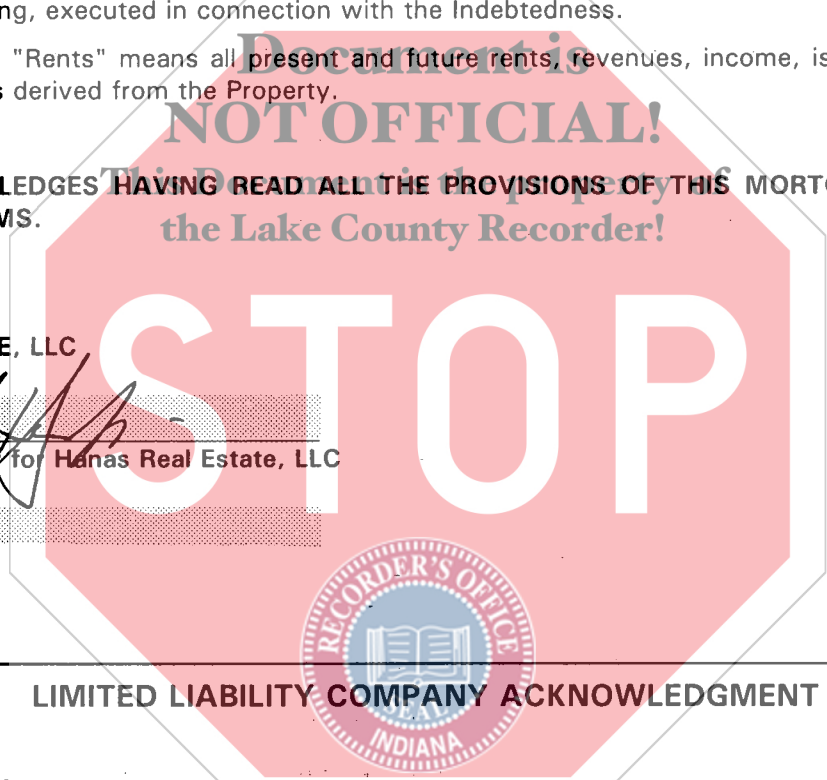 ng, executed in connection with the Indebtedness.
Document is
"Rents" means all present and future rents, revenues, income, is
s derived from the Property.
NOT OFFICIAL!
This Document is the property of
LEDGES HAVING READ ALL THE PROVISIONS OF THIS MORT
MS.
the Lake County Recorder!
STOP
E, LLC
for Hanas Real Estate, LLC
RECORDER'S OFFICE
SEAL
INDIANA
LIMITED LIABILITY COMPANY ACKNOWLEDGMENT